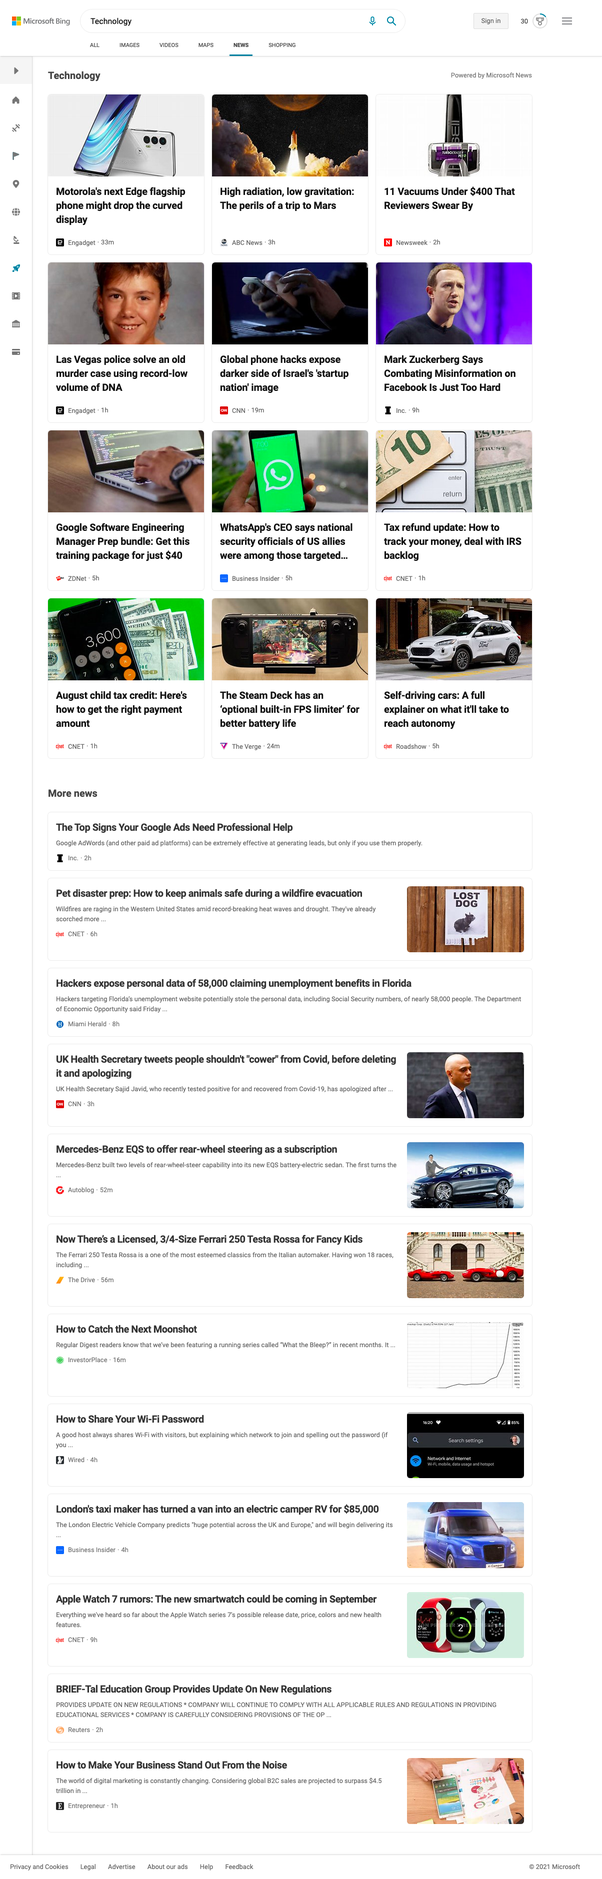 Microsoft Bing
Technology
Sign in
30
ALL
IMAGES
VIDEOS
MAPS
NEWS
SHOPPING
Technology
Powered by Microsoft News
Motorola's next Edge flagship
phone might drop the curved
display
Engadget · 33m
High radiation, low gravitation:
The perils of a trip to Mars
ABC News · 3h
11 Vacuums Under $400 That
Reviewers Swear By
Newsweek · 2h
Las Vegas police solve an old
murder case using record-low
volume of DNA
Engadget · 1h
Global phone hacks expose
darker side of Israel's 'startup
nation' image
CNN · 19m
Mark Zuckerberg Says
Combating Misinformation on
Facebook Is Just Too Hard
Inc. · 9h
Google Software Engineering
Manager Prep bundle: Get this
training package for just $40
ZDNet · 5h
WhatsApp's CEO says national
security officials of US allies
were among those targeted...
Business Insider · 5h
10
enter
return
Tax refund update: How to
track your money, deal with IRS
backlog
CNET · 1h
3,600
August child tax credit: Here's
how to get the right payment
amount
CNET · 1h
The Steam Deck has an
'optional built-in FPS limiter' for
better battery life
The Verge · 24m
Self-driving cars: A full
explainer on what it'll take to
reach autonomy
Roadshow · 5h
More news
The Top Signs Your Google Ads Need Professional Help
Google AdWords (and other paid ad platforms) can be extremely effective at generating leads, but only if you use them properly.
Inc. · 2h
Pet disaster prep: How to keep animals safe during a wildfire evacuation
Wildfires are raging in the Western United States amid record-breaking heat waves and drought. They've already
scorched more ...
CNET · 6h
LOST
DOG
Hackers expose personal data of 58,000 claiming unemployment benefits in Florida
Hackers targeting Florida's unemployment website potentially stole the personal data, including Social Security numbers, of nearly 58,000 people. The Department
of Economic Opportunity said Friday ...
Miami Herald · 8h
UK Health Secretary tweets people shouldn't "cower" from Covid, before deleting
it and apologizing
UK Health Secretary Sajid Javid, who recently tested positive for and recovered from Covid-19, has apologized after ...
CNN · 3h
Mercedes-Benz EQS to offer rear-wheel steering as a subscription
Mercedes-Benz built two levels of rear-wheel-steer capability into its new EQS battery-electric sedan. The first turns the
...
Autoblog · 52m
Now There's a Licensed, 3/4-Size Ferrari 250 Testa Rossa for Fancy Kids
The Ferrari 250 Testa Rossa is a one of the most esteemed classics from the Italian automaker. Having won 18 races,
including ...
The Drive · 56m
How to Catch the Next Moonshot
Regular Digest readers know that we've been featuring a running series called "What the Bleep?" in recent months. It ...
InvestorPlace · 16m
How to Share Your Wi-Fi Password
A good host always shares Wi-Fi with visitors, but explaining which network to join and spelling out the password (if
you ...
Wired · 4h
16:20
85%
Search settings
Network and Internet
Wi-Fi, mobile, data usage and hotspot
London's taxi maker has turned a van into an electric camper RV for $85,000
The London Electric Vehicle Company predicts "huge potential across the UK and Europe," and will begin delivering its
...
Business Insider · 4h
Apple Watch 7 rumors: The new smartwatch could be coming in September
Everything we've heard so far about the Apple Watch series 7's possible release date, price, colors and new health
features.
CNET · 9h
BRIEF-Tal Education Group Provides Update On New Regulations
PROVIDES UPDATE ON NEW REGULATIONS * COMPANY WILL CONTINUE TO COMPLY WITH ALL APPLICABLE RULES AND REGULATIONS IN PROVIDING
EDUCATIONAL SERVICES * COMPANY IS CAREFULLY CONSIDERING PROVISIONS OF THE OP ...
Reuters · 2h
How to Make Your Business Stand Out From the Noise
The world of digital marketing is constantly changing. Considering global B2C sales are projected to surpass $4.5
trillion in ...
Entrepreneur · 1h
Privacy and Cookies
Legal
Advertise
About our ads
Help
Feedback
© 2021 Microsoft